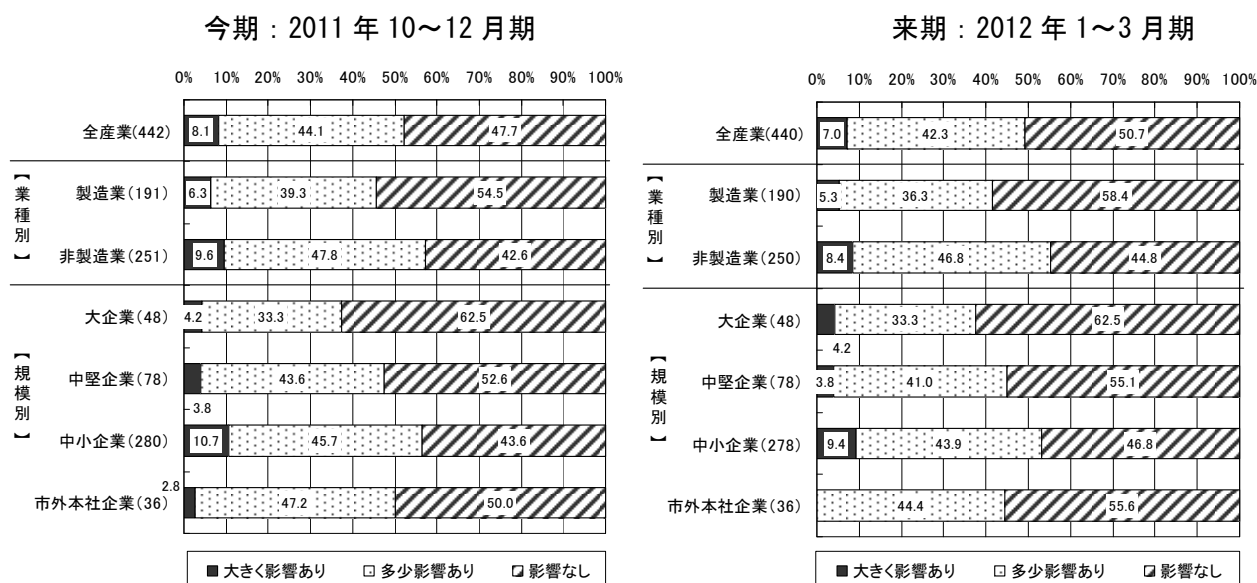 今期：2011 年 10～12 月期
0% 10% 20% 30% 40% 50% 60% 70% 80% 90% 100%
全産業(442) 8.1 44.1 47.7
【業種別】
製造業(191) 6.3 39.3 54.5
非製造業(251) 9.6 47.8 42.6
【規模別】
大企業(48) 4.2 33.3 62.5
中堅企業(78) 3.8 43.6 52.6
中小企業(280) 10.7 45.7 43.6
市外本社企業(36) 2.8 47.2 50.0
大きく影響あり 多少影響あり 影響なし
来期：2012 年 1～3 月期
0% 10% 20% 30% 40% 50% 60% 70% 80% 90% 100%
全産業(440) 7.0 42.3 50.7
【業種別】
製造業(190) 5.3 36.3 58.4
非製造業(250) 8.4 46.8 44.8
【規模別】
大企業(48) 4.2 33.3 62.5
中堅企業(78) 3.8 41.0 55.1
中小企業(278) 9.4 43.9 46.8
市外本社企業(36) 44.4 55.6
大きく影響あり 多少影響あり 影響なし